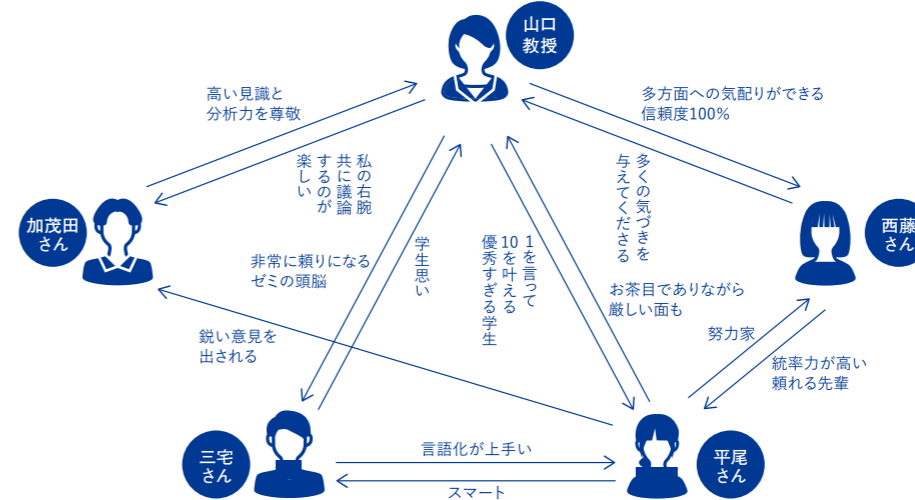 山口
教授
高い見識と
分析力を尊敬
多方面への気配りができる
信頼度100%
私の右腕
共に議論
するのが
楽しい
多くの気づきを
与えてくださる
加茂田
さん
西藤
さん
非常に頼りになる
ゼミの頭脳
学生思い
1を言って
10を叶える
優秀すぎる学生
お茶目でありながら
厳しい面も
鋭い意見を
出される
努力家
統率力が高い
頼れる先輩
三宅
さん
言語化が上手い
スマート
平尾
さん